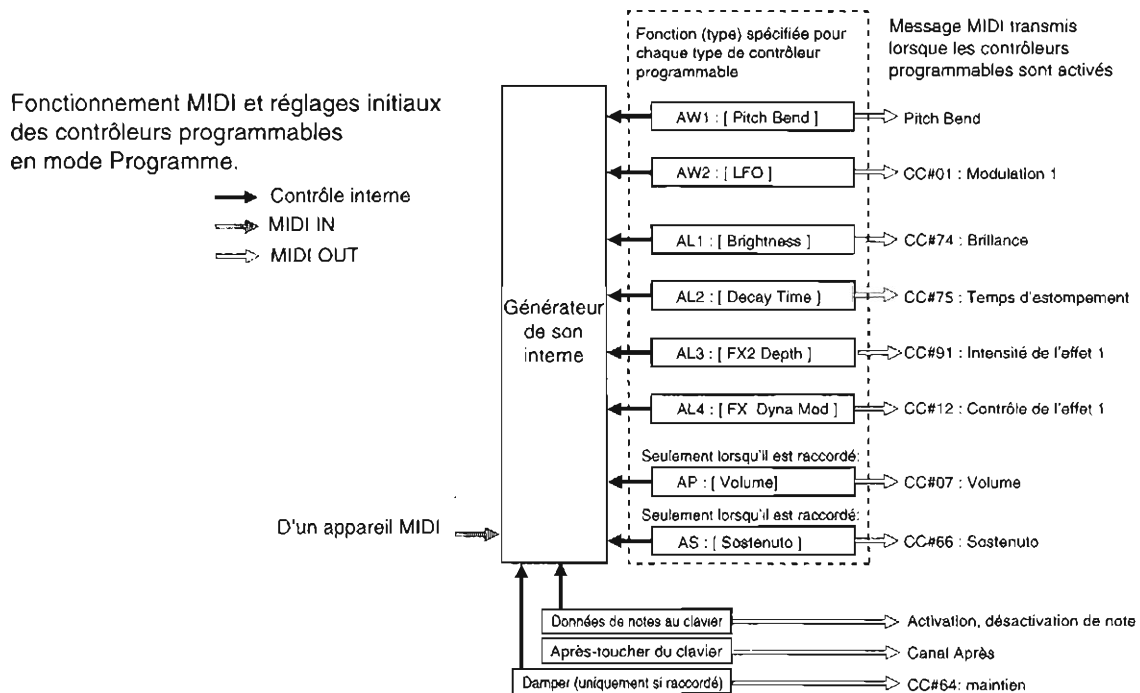 Fonctionnement MIDI et réglages initiaux
des contrôleurs programmables
en mode Programme.
Contrôle interne
MIDI IN
MIDI OUT
Fonction (type) spécifiée pour
chaque type de contrôleur
programmable
Message MIDI transmis
lorsque les contrôleurs
programmables sont activés
Générateur
de son
interne
AW1 : [ Pitch Bend ]
Pitch Bend
AW2 : [ LFO ]
CC#01 : Modulation 1
AL1 : [ Brightness ]
CC#74 : Brillance
AL2 : [ Decay Time ]
CC#75 : Temps d'estompement
AL3 : [ FX2 Depth ]
CC#91 : Intensité de l'effet 1
AL4 : [ FX Dyna Mod ]
CC#12 : Contrôle de l'effet 1
Seulement lorsqu'il est raccordé:
AP : [ Volume]
CC#07 : Volume
Seulement lorsqu'il est raccordé:
AS : [ Sostenuto ]
CC#66 : Sostenuto
D'un appareil MIDI
Données de notes au clavier
Activation, désactivation de note
Après-toucher du clavier
Canal Après
Damper (uniquement si raccordé)
CC#64: maintien